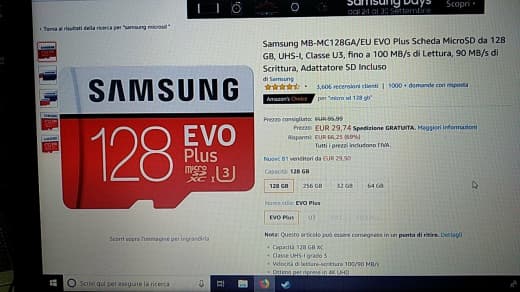 Samsung Days
dal 24 al 30 Settembre
Scopri ›
‹ Torna ai risultati della ricerca per "samsung microsd"
Samsung MB-MC128GA/EU EVO Plus Scheda MicroSD da 128
GB, UHS-I, Classe U3, fino a 100 MB/s di Lettura, 90 MB/s di
Scrittura, Adattatore SD Incluso
di Samsung
3,606 recensioni clienti | 1000+ domande con risposta
Amazon's Choice per "micro sd 128 gb"
Prezzo consigliato:
Prezzo: EUR 29,74 Spedizione GRATUITA. Maggiori informazioni
Risparmi: EUR 66,25 (69%)
Tutti i prezzi includono l'IVA.
Nuovi: 81 venditori da EUR 29,50
Capacità: 128 GB
128 GB 256 GB 32 GB 64 GB
Nome stile: EVO Plus
EVO Plus
Nota: Questo articolo può essere consegnato in un punto di ritiro. Dettagli
• Capacità 128 GB XC
• Classe UHS-I grado 3
• Velocità di lettura-scrittura 100/90 MB/s
• Ottimo per riprese in 4K UHD
SAMSUNG
128 EVO
Plus
micro SD XC I U3
Scorri sopra l'immagine per ingrandirla
Scrivi qui per eseguire la ricerca